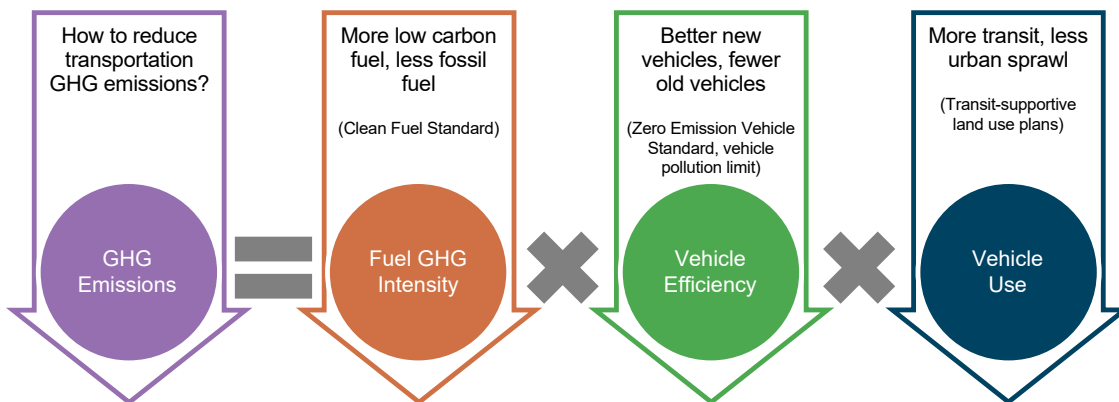 How to reduce
transportation
GHG emissions?
GHG
Emissions
More low carbon
fuel, less fossil
fuel
(Clean Fuel Standard)
Fuel GHG
Intensity
Better new
vehicles, fewer
old vehicles
(Zero Emission Vehicle
Standard, vehicle
pollution limit)
Vehicle
Efficiency
More transit, less
urban sprawl
(Transit-supportive
land use plans)
Vehicle
Use